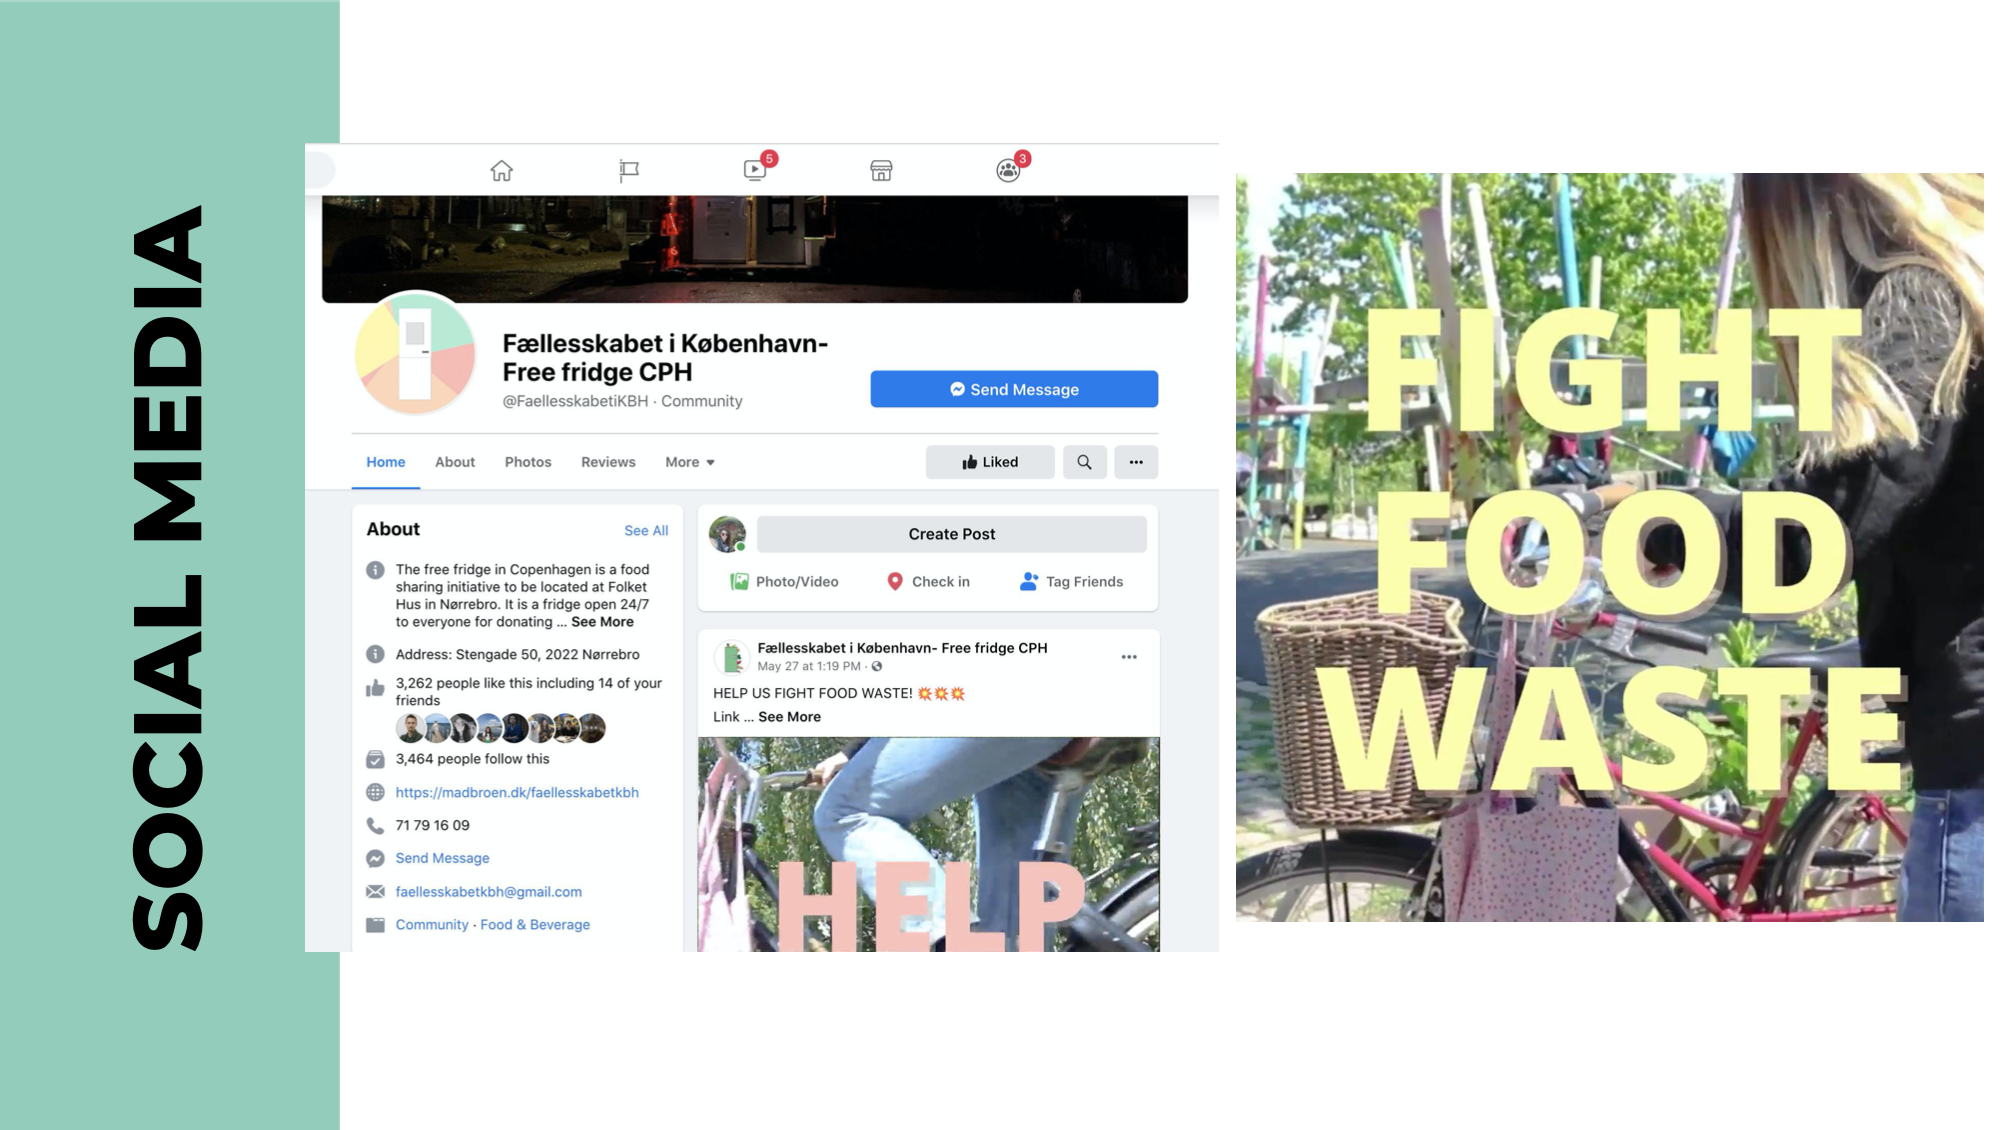 SOCIAL MEDIA
5
3
Fællesskabet i København-
Free fridge CPH
@FaellesskabetiKBH · Community
Send Message
Home
About
Photos
Reviews
More
Liked
About
See All
The free fridge in Copenhagen is a food
sharing initiative to be located at Folket
Hus in Nørrebro. It is a fridge open 24/7
to everyone for donating ... See More
Address: Stengade 50, 2022 Nørrebro
3,262 people like this including 14 of your
friends
3,464 people follow this
https://madbroen.dk/faellesskabetkbh
71 79 16 09
Send Message
faellesskabetkbh@gmail.com
Community · Food & Beverage
Create Post
Photo/Video
Check in
Tag Friends
Fællesskabet i København- Free fridge CPH
May 27 at 1:19 PM ·
HELP US FIGHT FOOD WASTE! 💥💥💥
Link ... See More
HELP
FIGHT
FOOD
WASTE